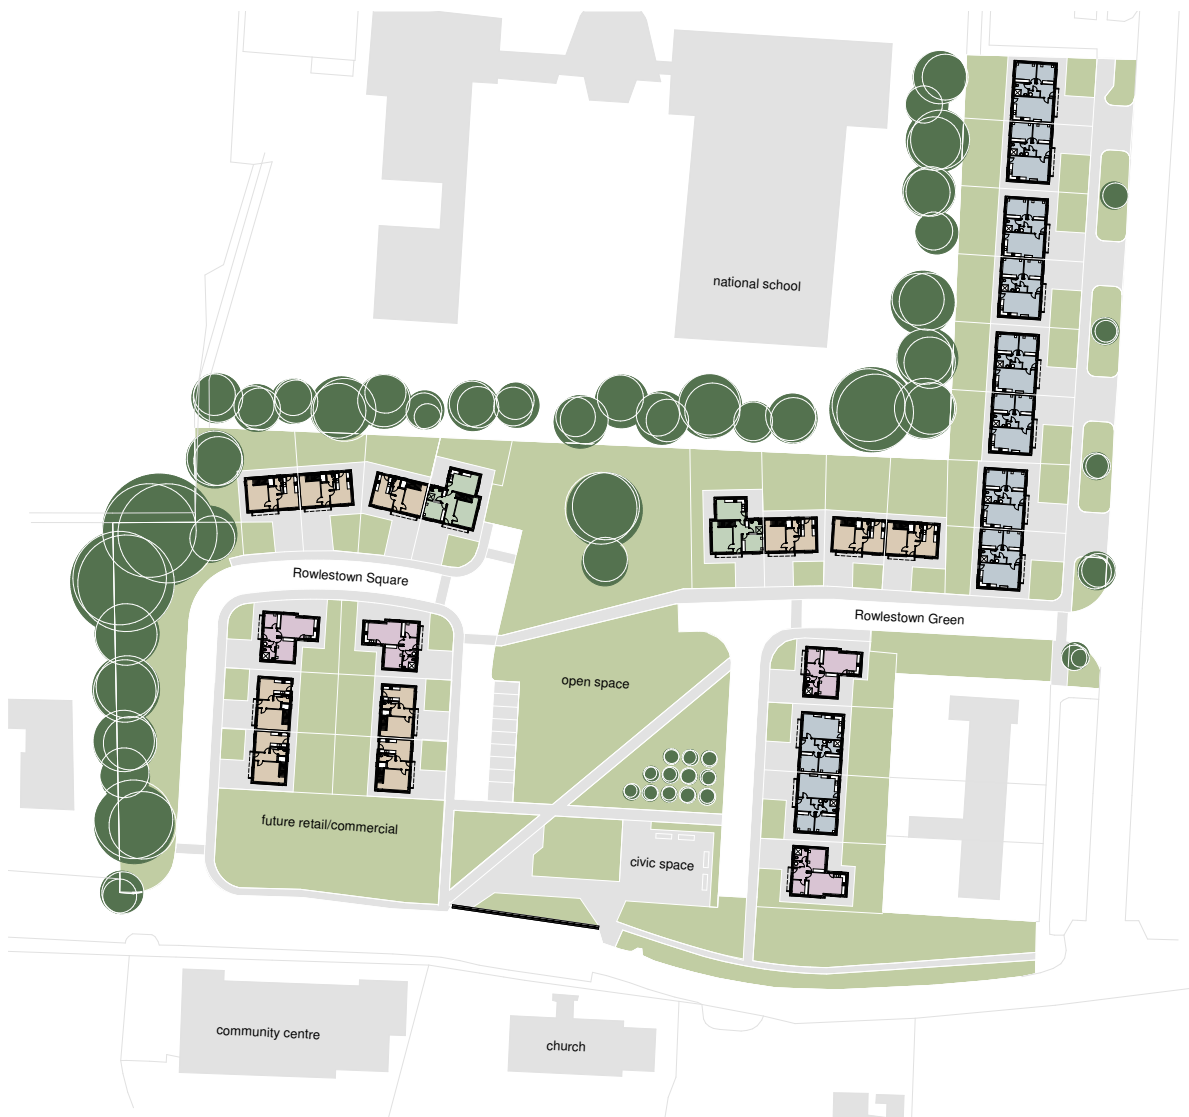 national school
Rowlestown Square
Rowlestown Green
open space
future retail/commercial
civic space
community centre
church